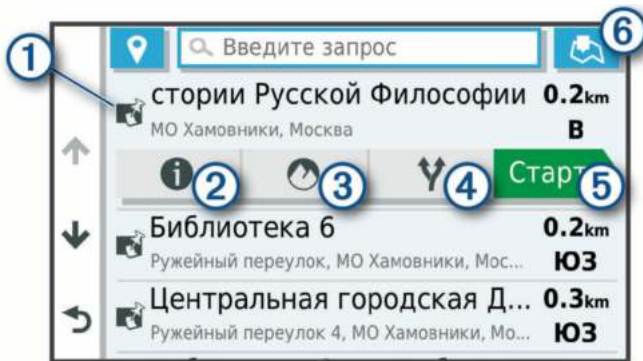 Введите запрос
6
1
стории Русской Философии 0.2km
МО Хамовники, Москва В
2 3 4 Старт 5
Библиотека 6 0.2km
Ружейный переулок, МО Хамовники, Мос... ЮЗ
Центральная городская Д... 0.3km
Ружейный переулок 4, МО Хамовники, Мо... ЮЗ